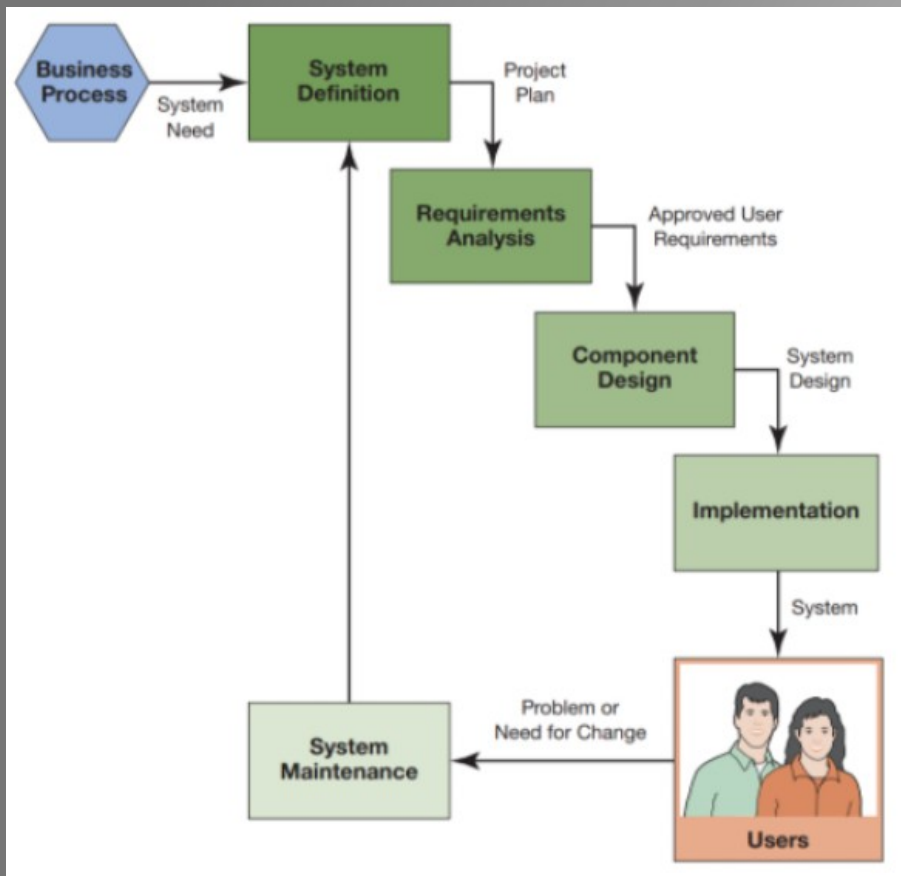 Business
Process
System
Need
System
Definition
Project
Plan
Requirements
Analysis
Approved User
Requirements
Component
Design
System
Design
Implementation
System
Users
Problem or
Need for Change
System
Maintenance